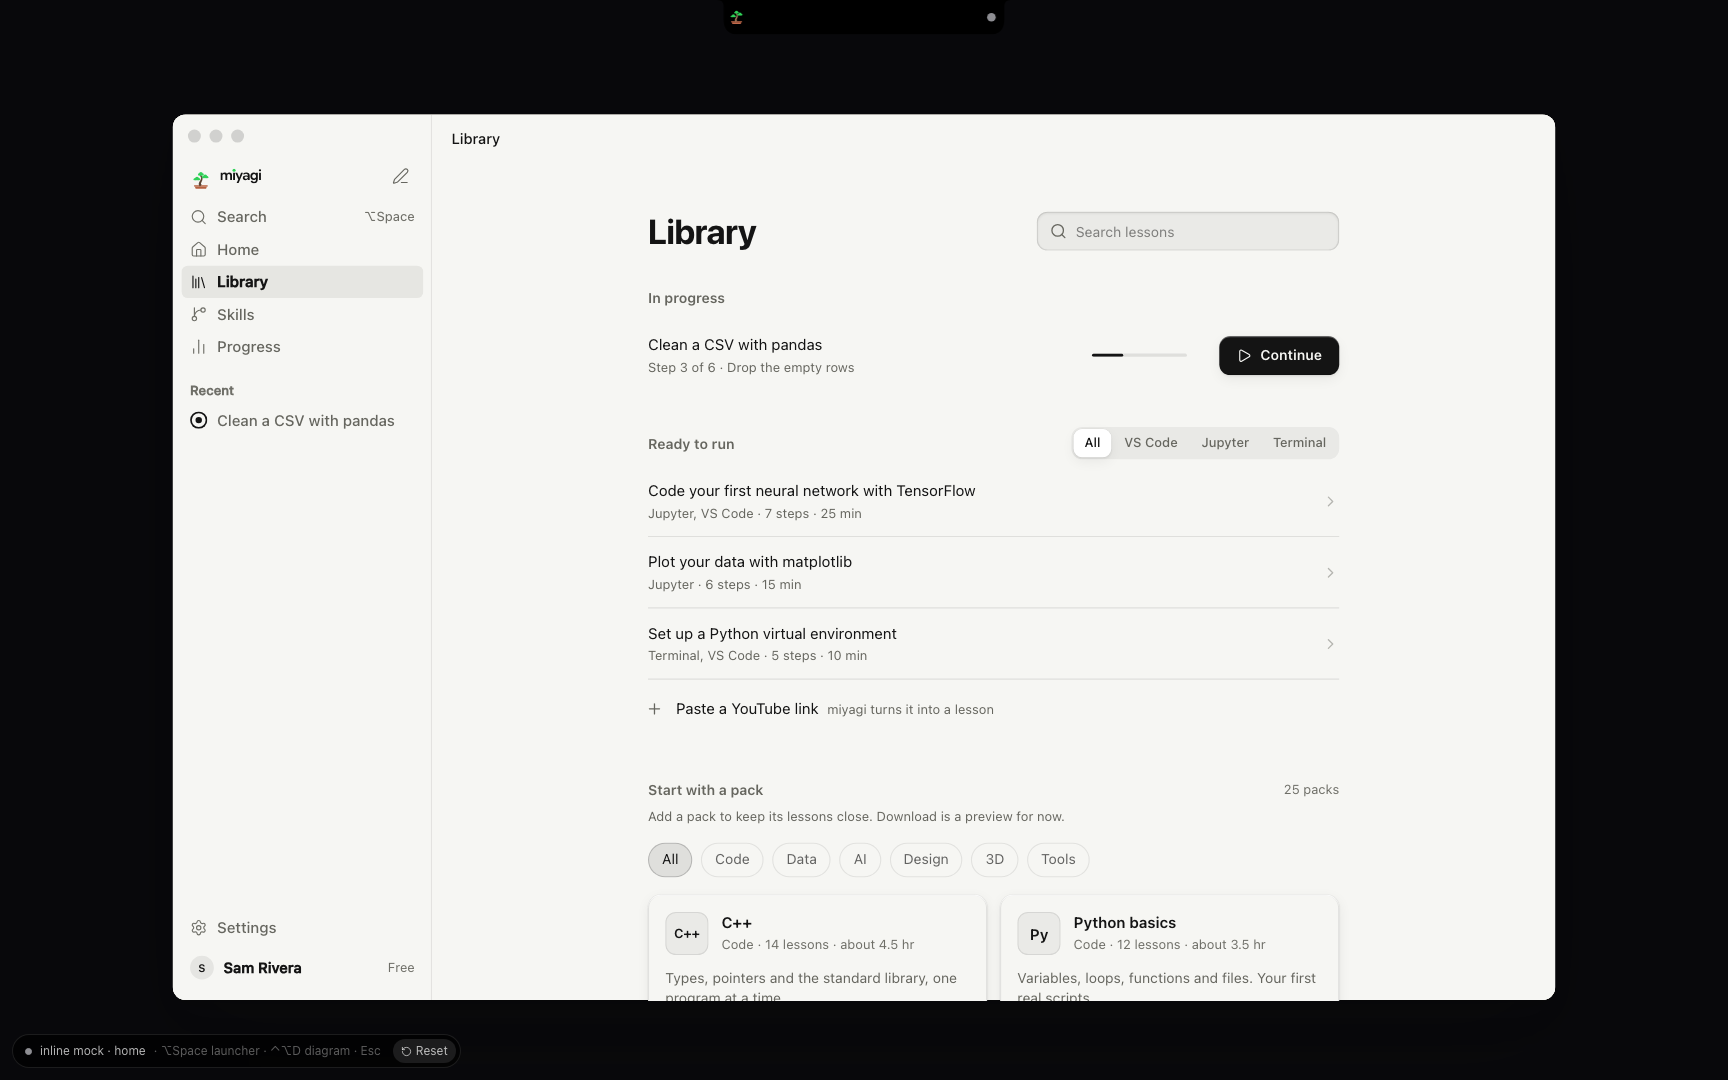 Library
miyagi
Search ⌥Space
Home
Library
Skills
Progress
Recent
Clean a CSV with pandas
Settings
S Sam Rivera Free
Library
Search lessons
In progress
Clean a CSV with pandas
Step 3 of 6 · Drop the empty rows
Continue
Ready to run
All VS Code Jupyter Terminal
Code your first neural network with TensorFlow
Jupyter, VS Code · 7 steps · 25 min
Plot your data with matplotlib
Jupyter · 6 steps · 15 min
Set up a Python virtual environment
Terminal, VS Code · 5 steps · 10 min
Paste a YouTube link miyagi turns it into a lesson
Start with a pack 25 packs
Add a pack to keep its lessons close. Download is a preview for now.
All Code Data AI Design 3D Tools
C++ C++
Code · 14 lessons · about 4.5 hr
Types, pointers and the standard library, one
program at a time
Py Python basics
Code · 12 lessons · about 3.5 hr
Variables, loops, functions and files. Your first
real scripts
inline mock · home · ⌥Space launcher · ^⌥D diagram · Esc Reset